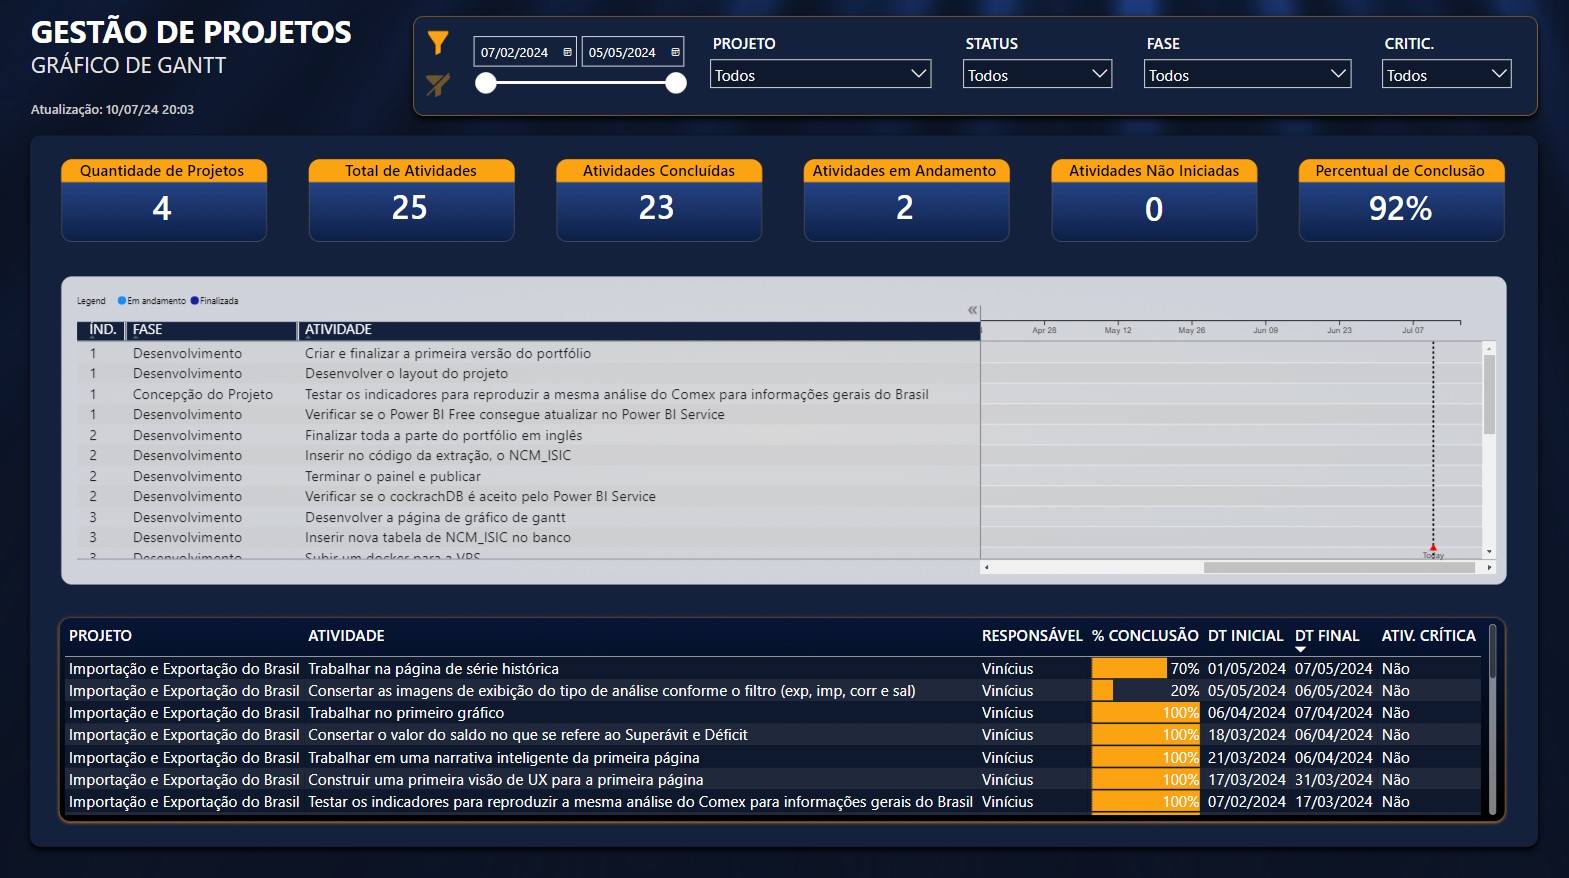 GESTÃO DE PROJETOS
GRÁFICO DE GANTT
Atualização: 10/07/24 20:03
07/02/2024 05/05/2024
PROJETO STATUS FASE CRITIC.
Todos Todos Todos Todos
Quantidade de Projetos Total de Atividades Atividades Concluídas Atividades em Andamento Atividades Não Iniciadas Percentual de Conclusão
4 25 23 2 0 92%
Legend Em andamento Finalizada
Apr 28 May 12 May 26 Jun 09 Jun 23 Jul 07
ÍND. FASE ATIVIDADE
1 Desenvolvimento Criar e finalizar a primeira versão do portfólio
1 Desenvolvimento Desenvolver o layout do projeto
1 Concepção do Projeto Testar os indicadores para reproduzir a mesma análise do Comex para informações gerais do Brasil
1 Desenvolvimento Verificar se o Power BI Free consegue atualizar no Power BI Service
2 Desenvolvimento Finalizar toda a parte do portfólio em inglês
2 Desenvolvimento Inserir no código da extração, o NCM_ISIC
2 Desenvolvimento Terminar o painel e publicar
2 Desenvolvimento Verificar se o cockrachDB é aceito pelo Power BI Service
3 Desenvolvimento Desenvolver a página de gráfico de gantt
3 Desenvolvimento Inserir nova tabela de NCM_ISIC no banco
3 Desenvolvimento Subir um docker para a VPS
Today
PROJETO ATIVIDADE RESPONSÁVEL % CONCLUSÃO DT INICIAL DT FINAL ATIV. CRÍTICA
Importação e Exportação do Brasil Trabalhar na página de série histórica Vinícius 70% 01/05/2024 07/05/2024 Não
Importação e Exportação do Brasil Consertar as imagens de exibição do tipo de análise conforme o filtro (exp, imp, corr e sal) Vinícius 20% 05/05/2024 06/05/2024 Não
Importação e Exportação do Brasil Trabalhar no primeiro gráfico Vinícius 100% 06/04/2024 07/04/2024 Não
Importação e Exportação do Brasil Consertar o valor do saldo no que se refere ao Superávit e Déficit Vinícius 100% 18/03/2024 06/04/2024 Não
Importação e Exportação do Brasil Trabalhar em uma narrativa inteligente da primeira página Vinícius 100% 21/03/2024 06/04/2024 Não
Importação e Exportação do Brasil Construir uma primeira visão de UX para a primeira página Vinícius 100% 17/03/2024 31/03/2024 Não
Importação e Exportação do Brasil Testar os indicadores para reproduzir a mesma análise do Comex para informações gerais do Brasil Vinícius 100% 07/02/2024 17/03/2024 Não